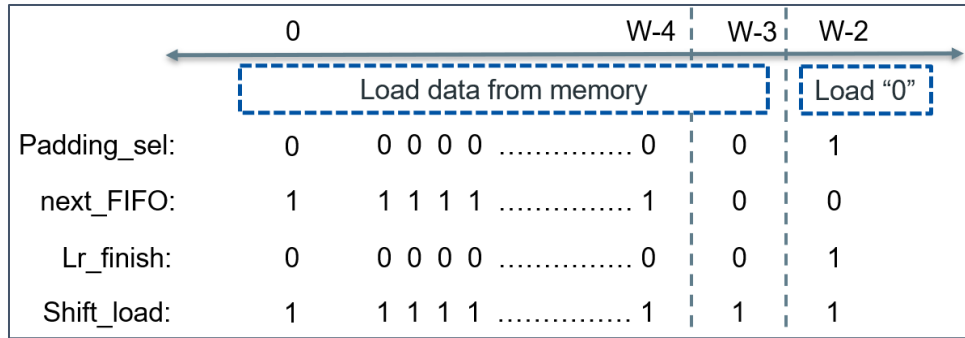 0 W-4 W-3 W-2
Load data from memory Load “0”
Padding_sel: 0 0 0 0 0 ............... 0 0 1
next_FIFO: 1 1 1 1 1 ............... 1 0 0
Lr_finish: 0 0 0 0 0 ............... 0 0 1
Shift_load: 1 1 1 1 1 ............... 1 1 1